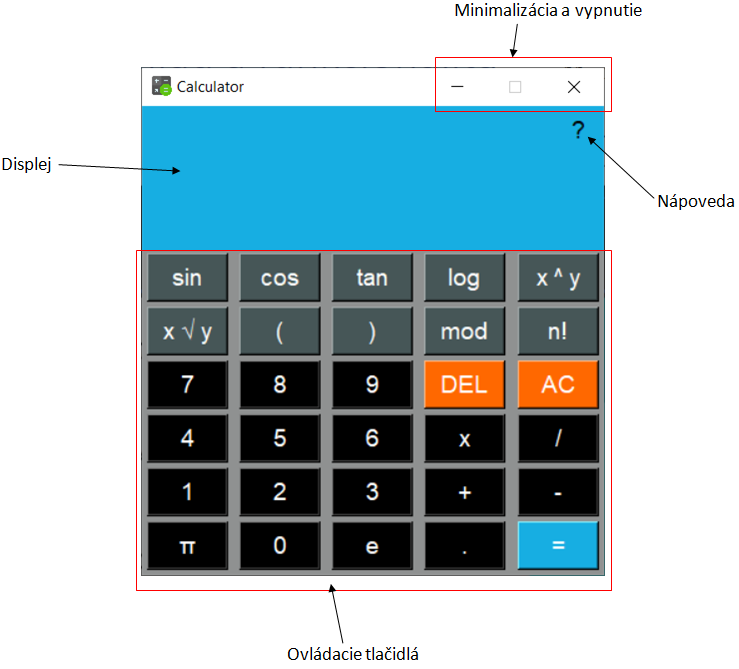 Minimalizácia a vypnutie
Calculator
?
Displej
Nápoveda
sin cos tan log x ^ y
x √ y ( ) mod n!
7 8 9 DEL AC
4 5 6 x /
1 2 3 + -
π 0 e . =
Ovládacie tlačidlá